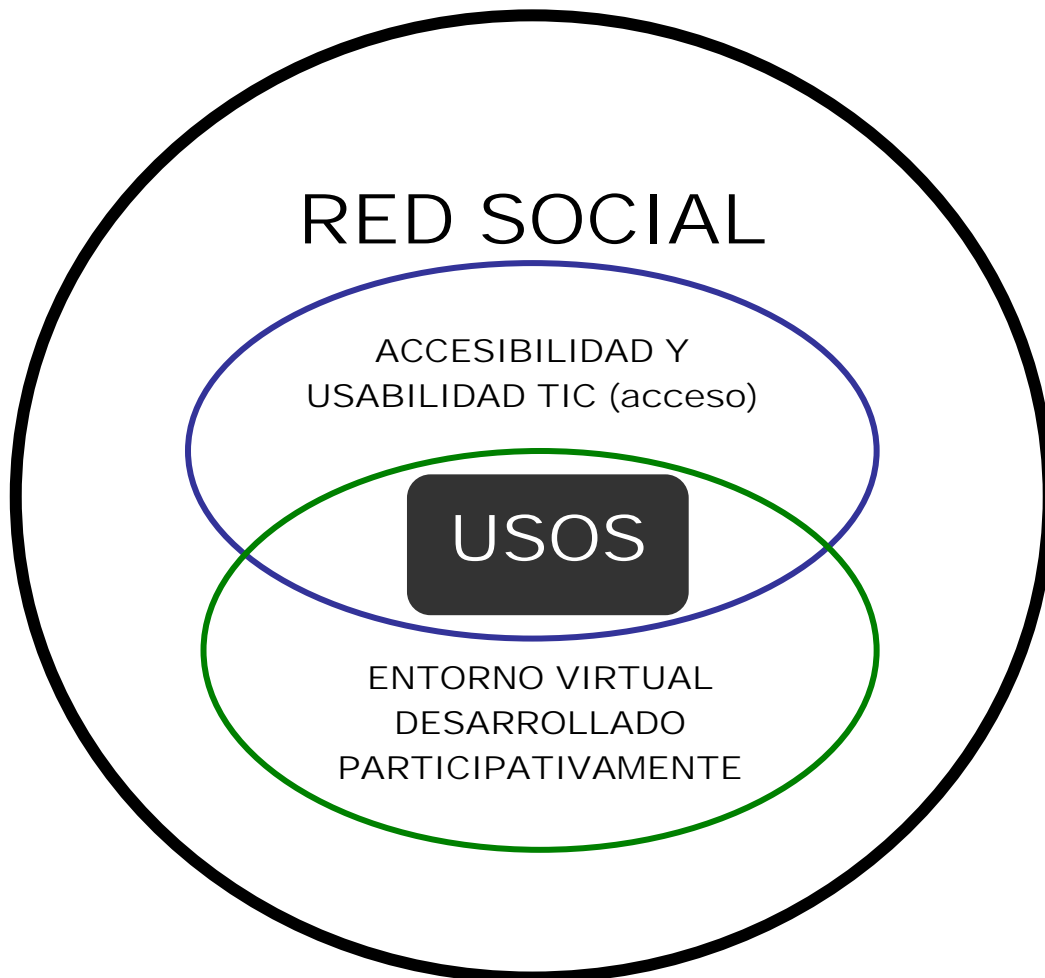 RED SOCIAL
ACCESIBILIDAD Y
USABILIDAD TIC (acceso)
USOS
ENTORNO VIRTUAL
DESARROLLADO
PARTICIPATIVAMENTE